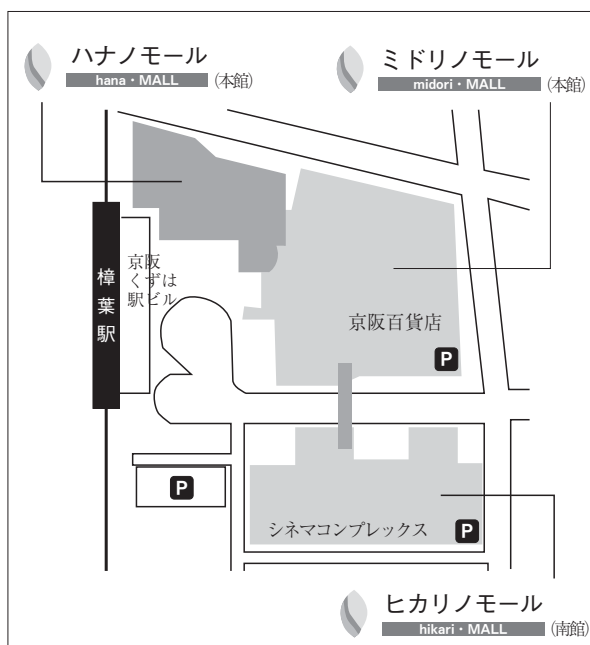 ハナノモール
hana・MALL (本館)
ミドリノモール
midori・MALL (本館)
京阪
くずは
駅ビル
樟葉駅
京阪百貨店
P
P
シネマコンプレックス
P
ヒカリノモール
hikari・MALL (南館)